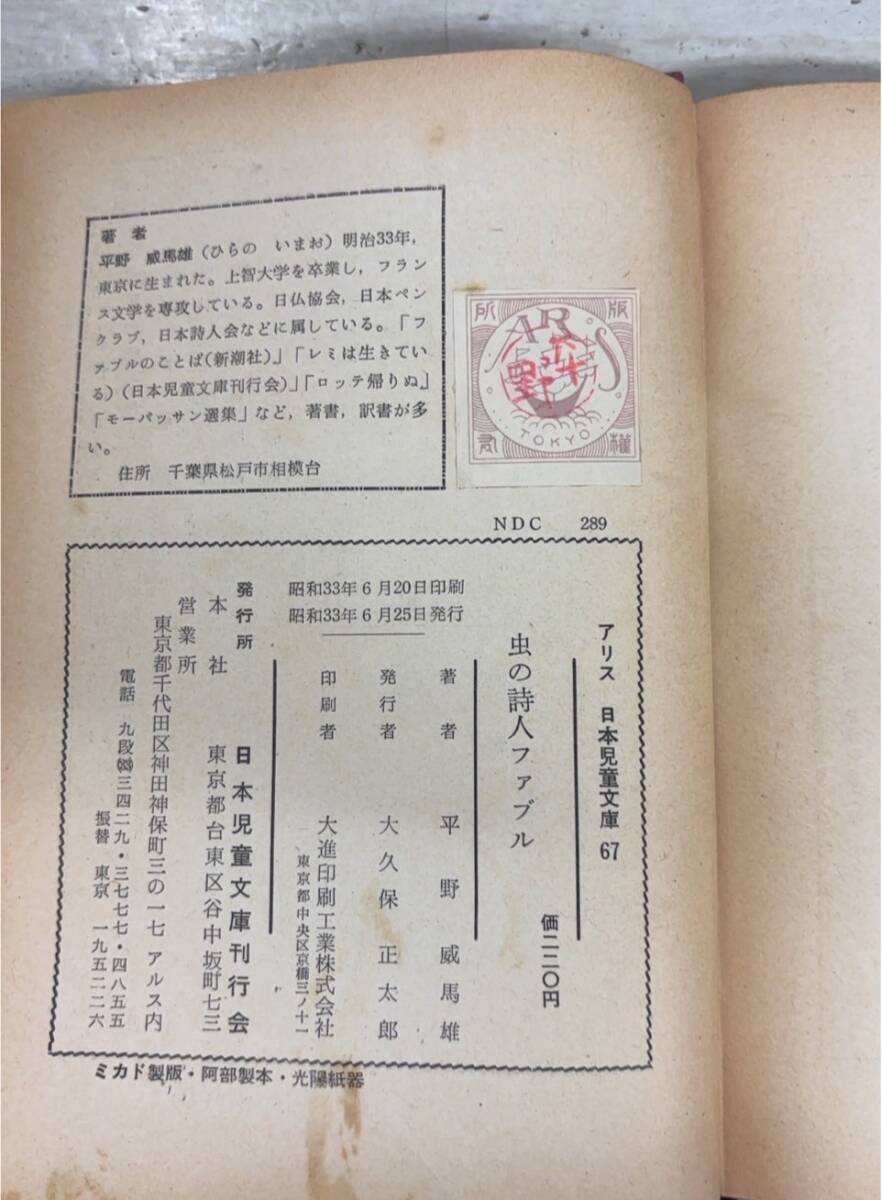 著者
平野 威馬雄(ひらの いまお)明治33年,
東京に生まれた。上智大学を卒業し,フラン
ス文学を専攻している。日仏協会,日本ペン
クラブ,日本詩人会などに属している。「フ
ァブルのことば(新潮社)」「レミは生きてい
る)(日本児童文庫刊行会)」「ロッテ帰りぬ」
「モーパッサン選集」など,著書,訳書が多
い。
住所 千葉県松戸市相模台
版権所有
ARS
TOKYO
平野
NDC 289
アリス 日本児童文庫 67
価二二〇円
虫の詩人ファブル
著者 平野威馬雄
発行者 大久保正太郎
印刷者 大進印刷工業株式会社
東京都中央区京橋三ノ十一
昭和33年6月20日印刷
昭和33年6月25日発行
発行所 日本児童文庫刊行会
本社 東京都台東区谷中坂町七三
営業所
東京都千代田区神田神保町三の一七 アルス内
電話 九段(33)三四二九・三七七七・四八五五
振替 東京 一九五二二六
ミカド製版・阿部製本・光陽紙器